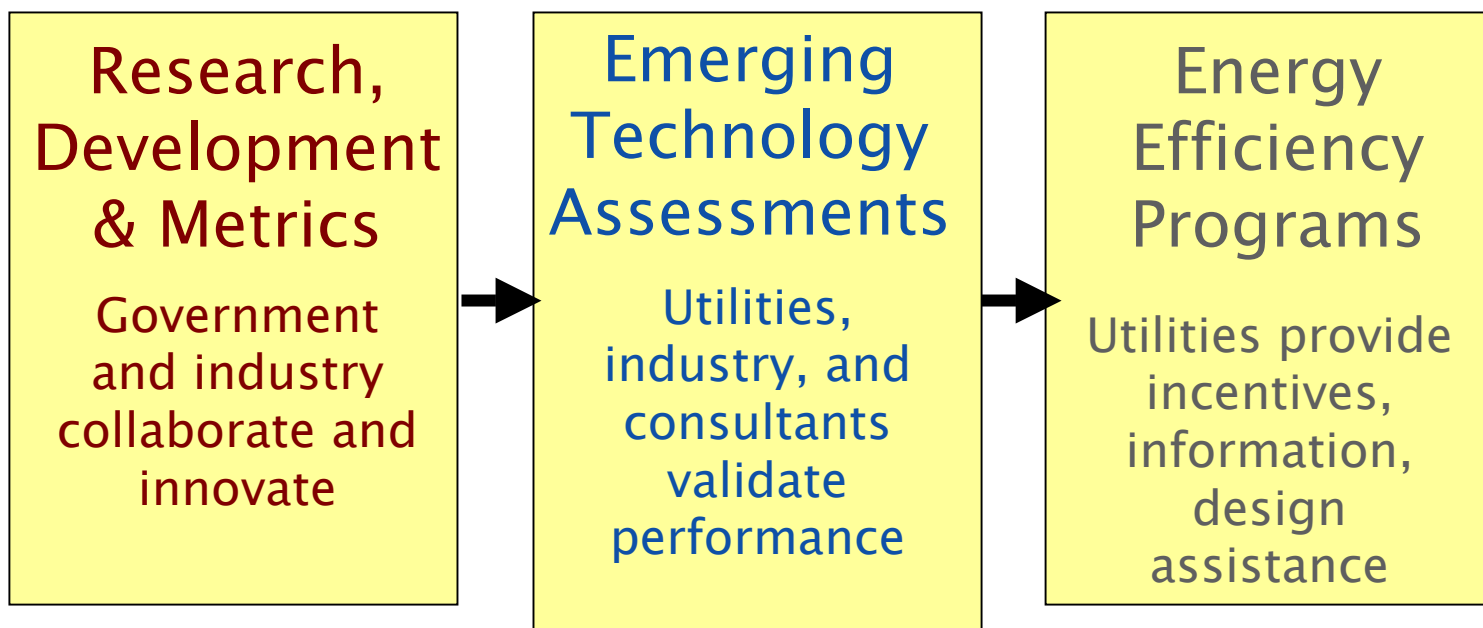 Research,
Development
& Metrics
Government
and industry
collaborate and
innovate
Emerging
Technology
Assessments
Utilities,
industry, and
consultants
validate
performance
Energy
Efficiency
Programs
Utilities provide
incentives,
information,
design
assistance